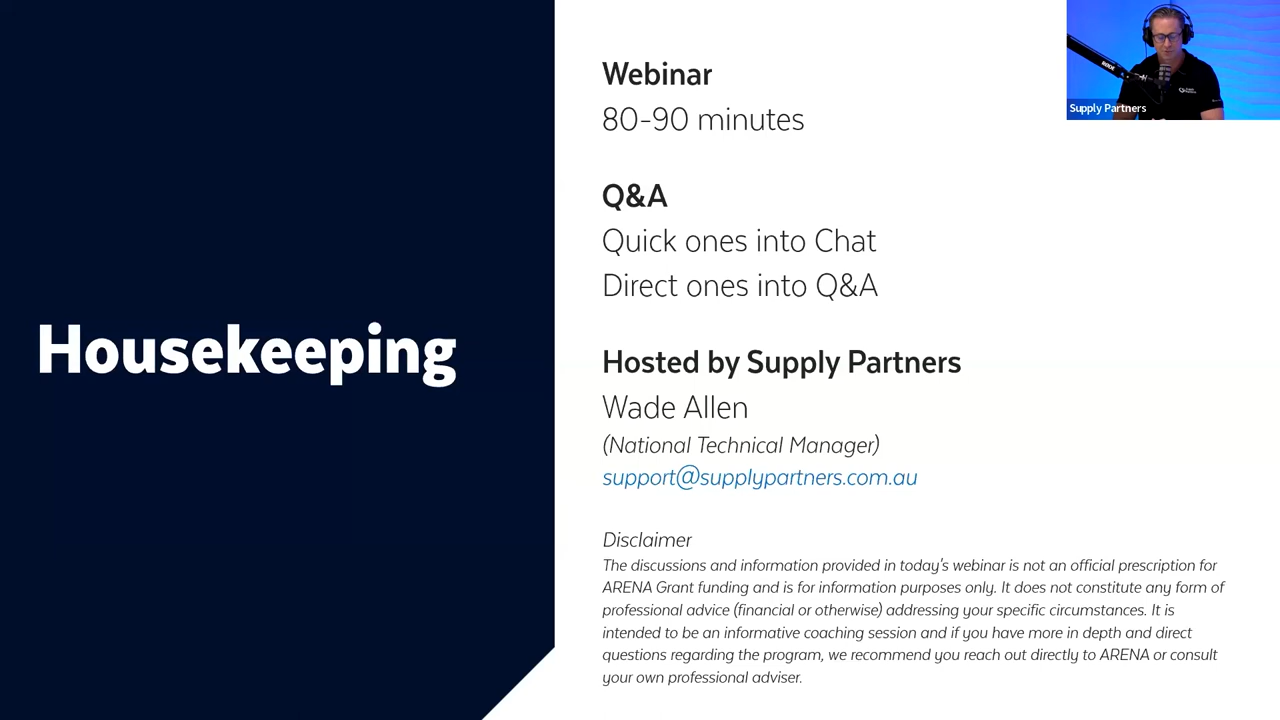 Webinar
80-90 minutes
Q&A
Quick ones into Chat
Direct ones into Q&A
Housekeeping
Hosted by Supply Partners
Wade Allen
(National Technical Manager)
support@supplypartners.com.au
Disclaimer
The discussions and information provided in today's webinar is not an official prescription for
ARENA Grant funding and is for information purposes only. It does not constitute any form of
professional advice (financial or otherwise) addressing your specific circumstances. It is
intended to be an informative coaching session and if you have more in depth and direct
questions regarding the program, we recommend you reach out directly to ARENA or consult
your own professional adviser.
Supply Partners